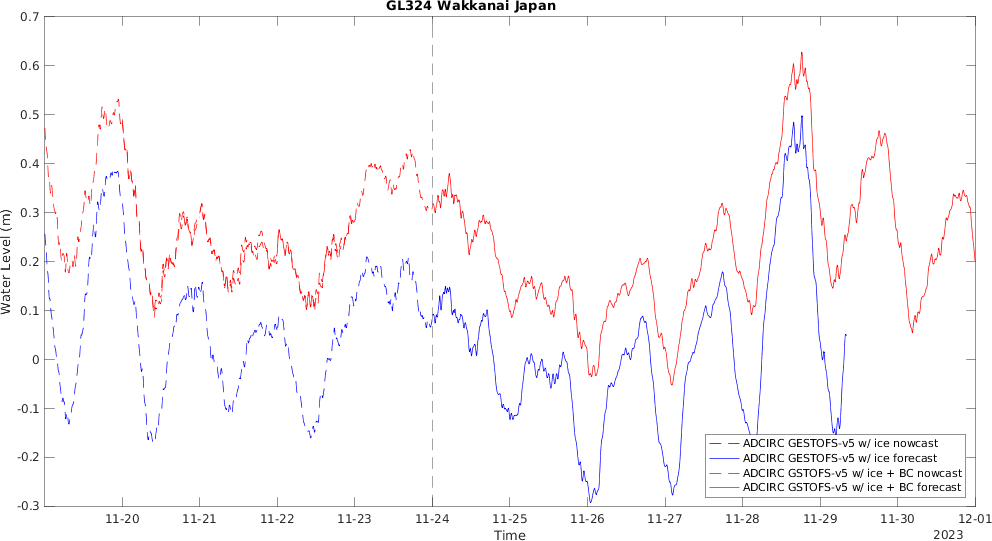 GL324 Wakkanai Japan
0.7
0.6
0.5
0.4
0.3
0.2
0.1
0
-0.1
-0.2
-0.3
Water Level (m)
ADCIRC GESTOFS-v5 w/ ice nowcast
ADCIRC GESTOFS-v5 w/ ice forecast
ADCIRC GSTOFS-v5 w/ ice + BC nowcast
ADCIRC GSTOFS-v5 w/ ice + BC forecast
11-20 11-21 11-22 11-23 11-24 11-25 11-26 11-27 11-28 11-29 11-30 12-01
Time
2023